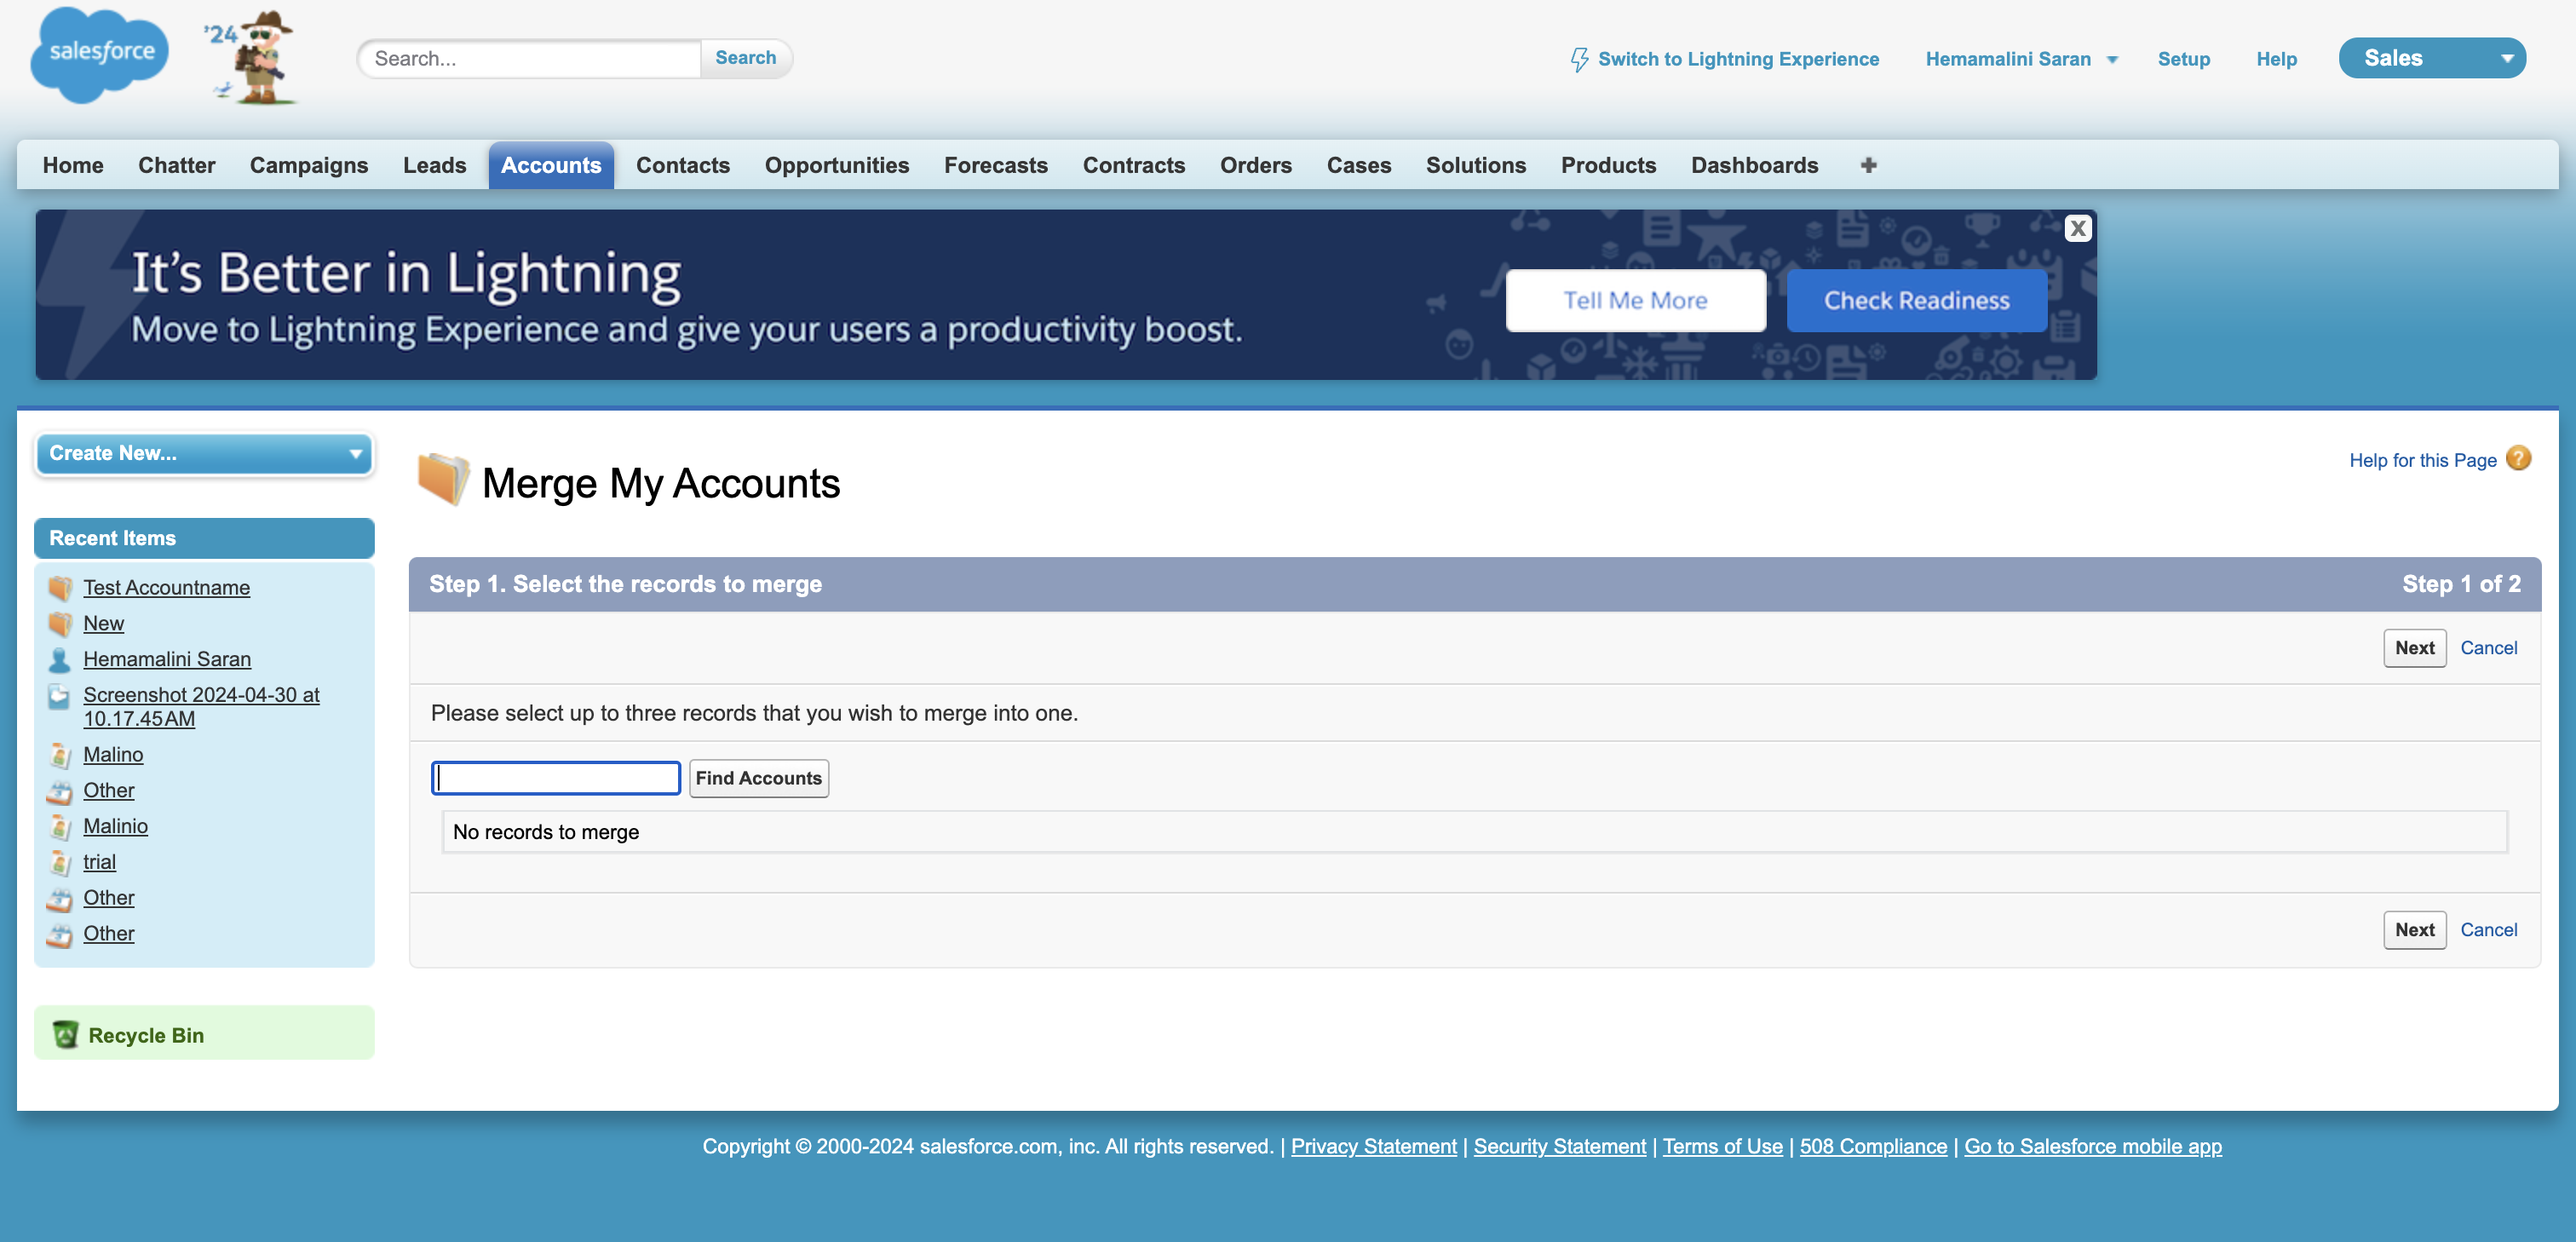 salesforce
'24
Search...
Search
Switch to Lightning Experience
Hemamalini Saran
Setup
Help
Sales
Home
Chatter
Campaigns
Leads
Accounts
Contacts
Opportunities
Forecasts
Contracts
Orders
Cases
Solutions
Products
Dashboards
+
It's Better in Lightning
Move to Lightning Experience and give your users a productivity boost.
Tell Me More
Check Readiness
X
Create New...
Recent Items
Test Accountname
New
Hemamalini Saran
Screenshot 2024-04-30 at
10.17.45 AM
Malino
Other
Malinio
trial
Other
Other
Recycle Bin
Merge My Accounts
Help for this Page ?
Step 1. Select the records to merge
Step 1 of 2
Next
Cancel
Please select up to three records that you wish to merge into one.
Find Accounts
No records to merge
Next
Cancel
Copyright © 2000-2024 salesforce.com, inc. All rights reserved. | Privacy Statement | Security Statement | Terms of Use | 508 Compliance | Go to Salesforce mobile app